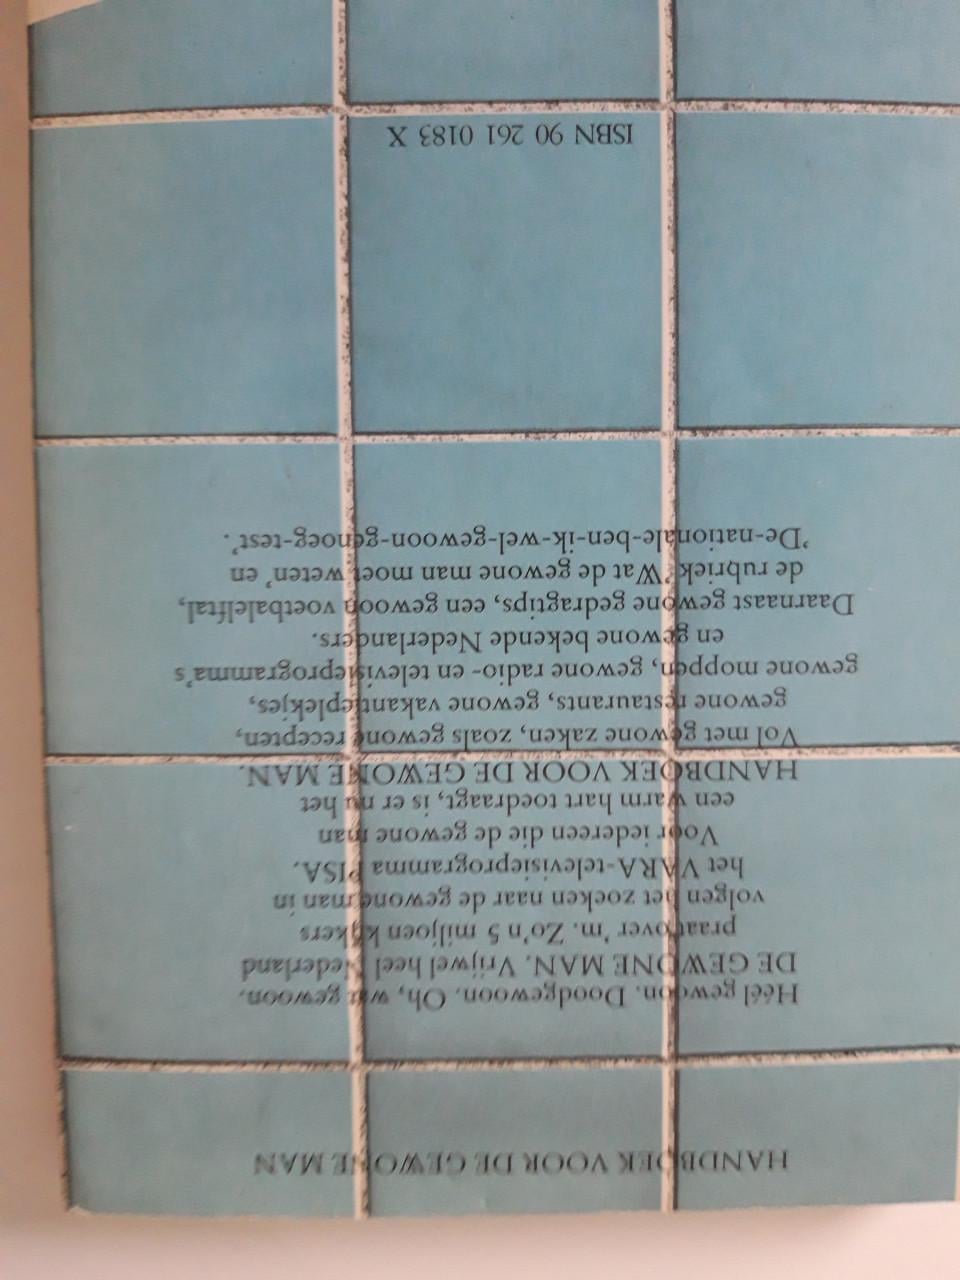 HANDBOEK VOOR DE GEWONE MAN
Héél gewoon. Doodgewoon. Oh, wat gewoon.
DE GEWONE MAN. Vrijwel heel Nederland
praat over 'm. Zo'n 5 miljoen kijkers
volgen het zoeken naar de gewone man in
het VARA-televisieprogramma PISA.
Voor iedereen die de gewone man
een warm hart toedraagt, is er nu het
HANDBOEK VOOR DE GEWONE MAN.
Vol met gewone zaken, zoals gewone recepten,
gewone restaurants, gewone vakantieplekjes,
gewone moppen, gewone radio- en televisieprogramma's
en gewone bekende Nederlanders.
Daarnaast gewone gedragtips, een gewoon voetbalelftal,
de rubriek 'Wat de gewone man moet weten' en
'De-nationale-ben-ik-wel-gewoon-genoeg-test'.
ISBN 90 261 0183 X